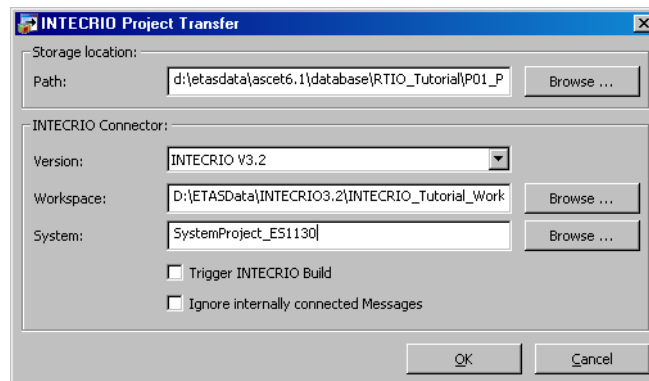 INTECRIO Project Transfer
Storage location:
Path: d:\etasdata\ascet6.1\database\RTIO_Tutorial\P01_P Browse ...
INTECRIO Connector:
Version: INTECRIO V3.2
Workspace: D:\ETASData\INTECRIO3.2\INTECRIO_Tutorial_Work Browse ...
System: SystemProject_ES1130 Browse ...
Trigger INTECRIO Build
Ignore internally connected Messages
OK Cancel